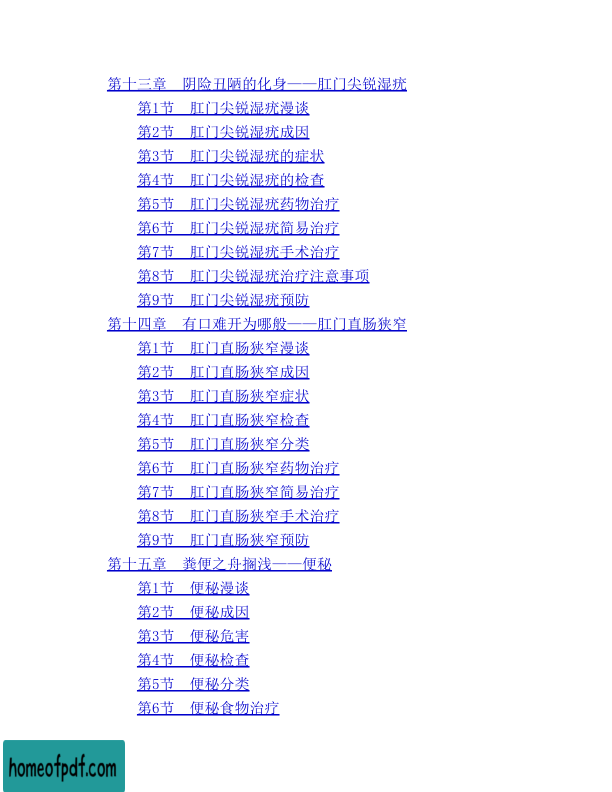 第十三章　阴险丑陋的化身——肛门尖锐湿疣
第1节　肛门尖锐湿疣漫谈
第2节　肛门尖锐湿疣成因
第3节　肛门尖锐湿疣的症状
第4节　肛门尖锐湿疣的检查
第5节　肛门尖锐湿疣药物治疗
第6节　肛门尖锐湿疣简易治疗
第7节　肛门尖锐湿疣手术治疗
第8节　肛门尖锐湿疣治疗注意事项
第9节　肛门尖锐湿疣预防
第十四章　有口难开为哪般——肛门直肠狭窄
第1节　肛门直肠狭窄漫谈
第2节　肛门直肠狭窄成因
第3节　肛门直肠狭窄症状
第4节　肛门直肠狭窄检查
第5节　肛门直肠狭窄分类
第6节　肛门直肠狭窄药物治疗
第7节　肛门直肠狭窄简易治疗
第8节　肛门直肠狭窄手术治疗
第9节　肛门直肠狭窄预防
第十五章　粪便之舟搁浅——便秘
第1节　便秘漫谈
第2节　便秘成因
第3节　便秘危害
第4节　便秘检查
第5节　便秘分类
第6节　便秘食物治疗
homeofpdf.com